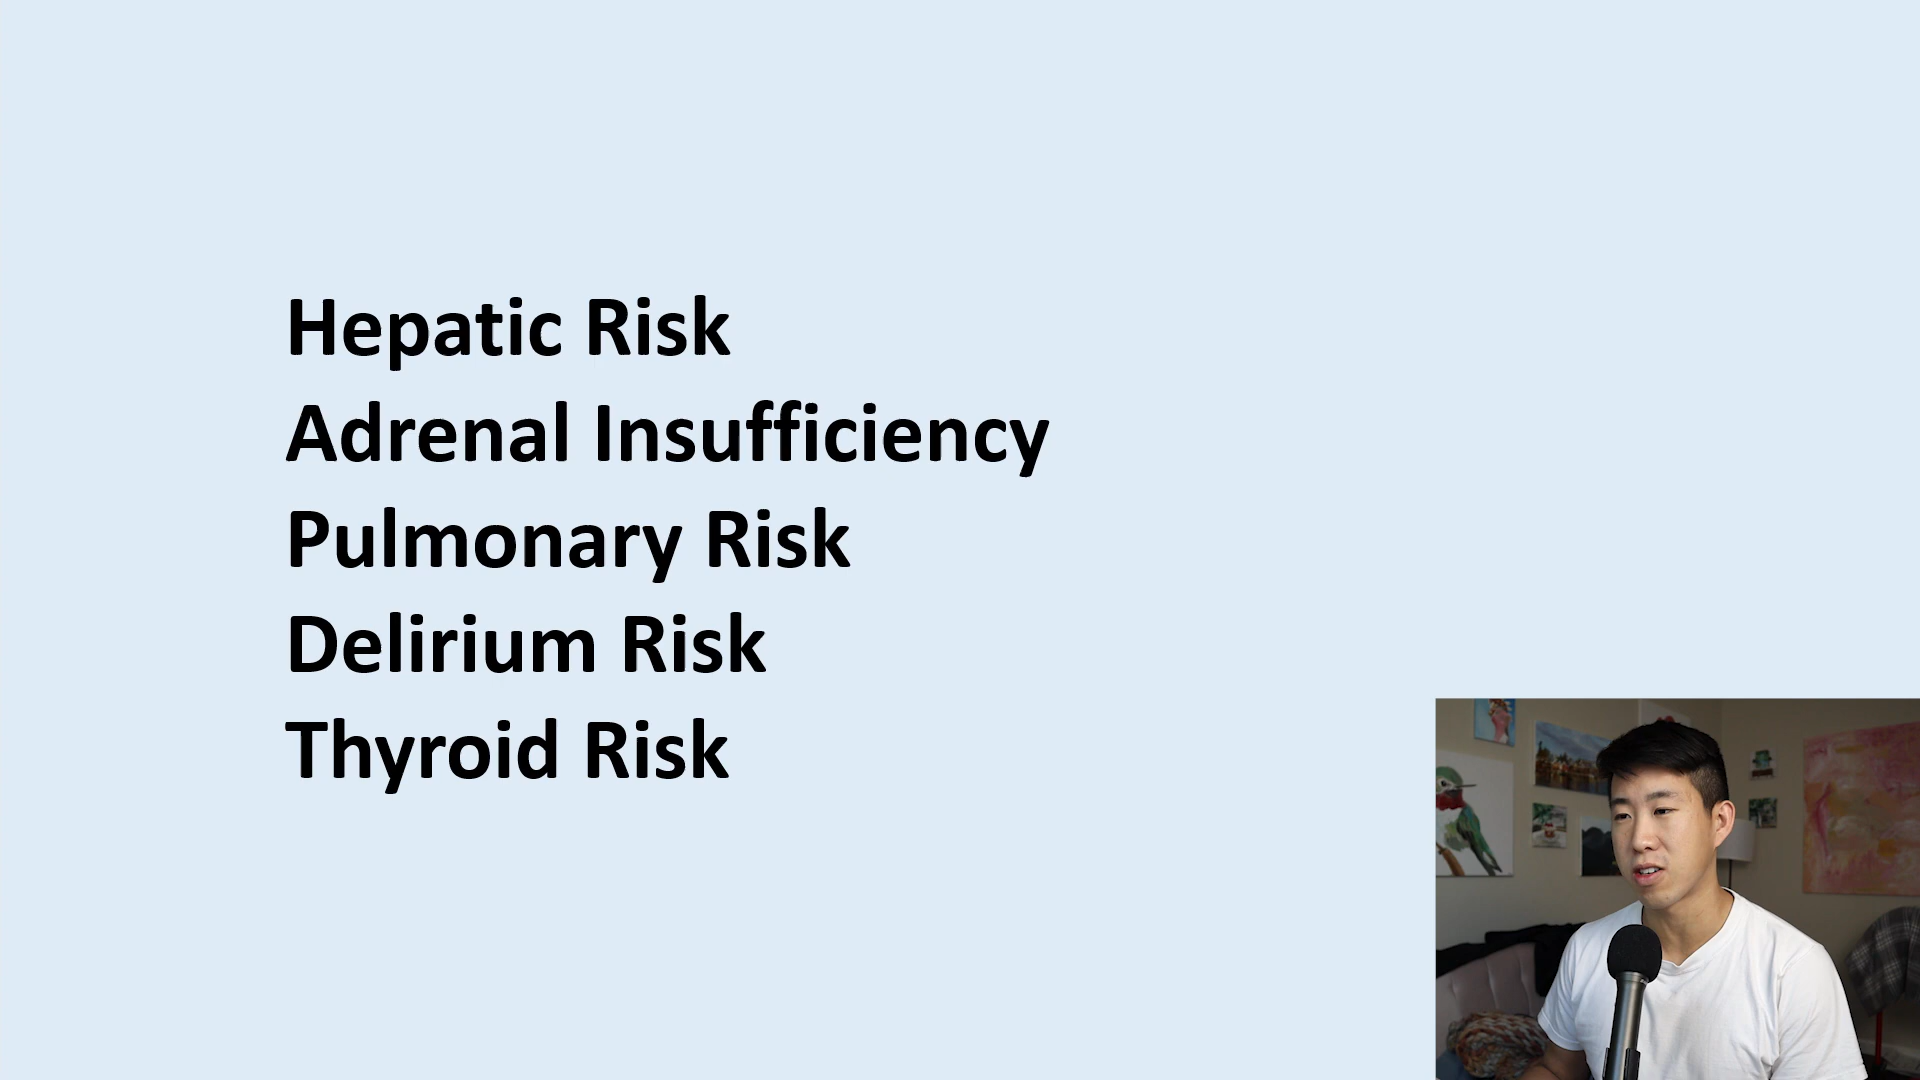 Hepatic Risk
Adrenal Insufficiency
Pulmonary Risk
Delirium Risk
Thyroid Risk